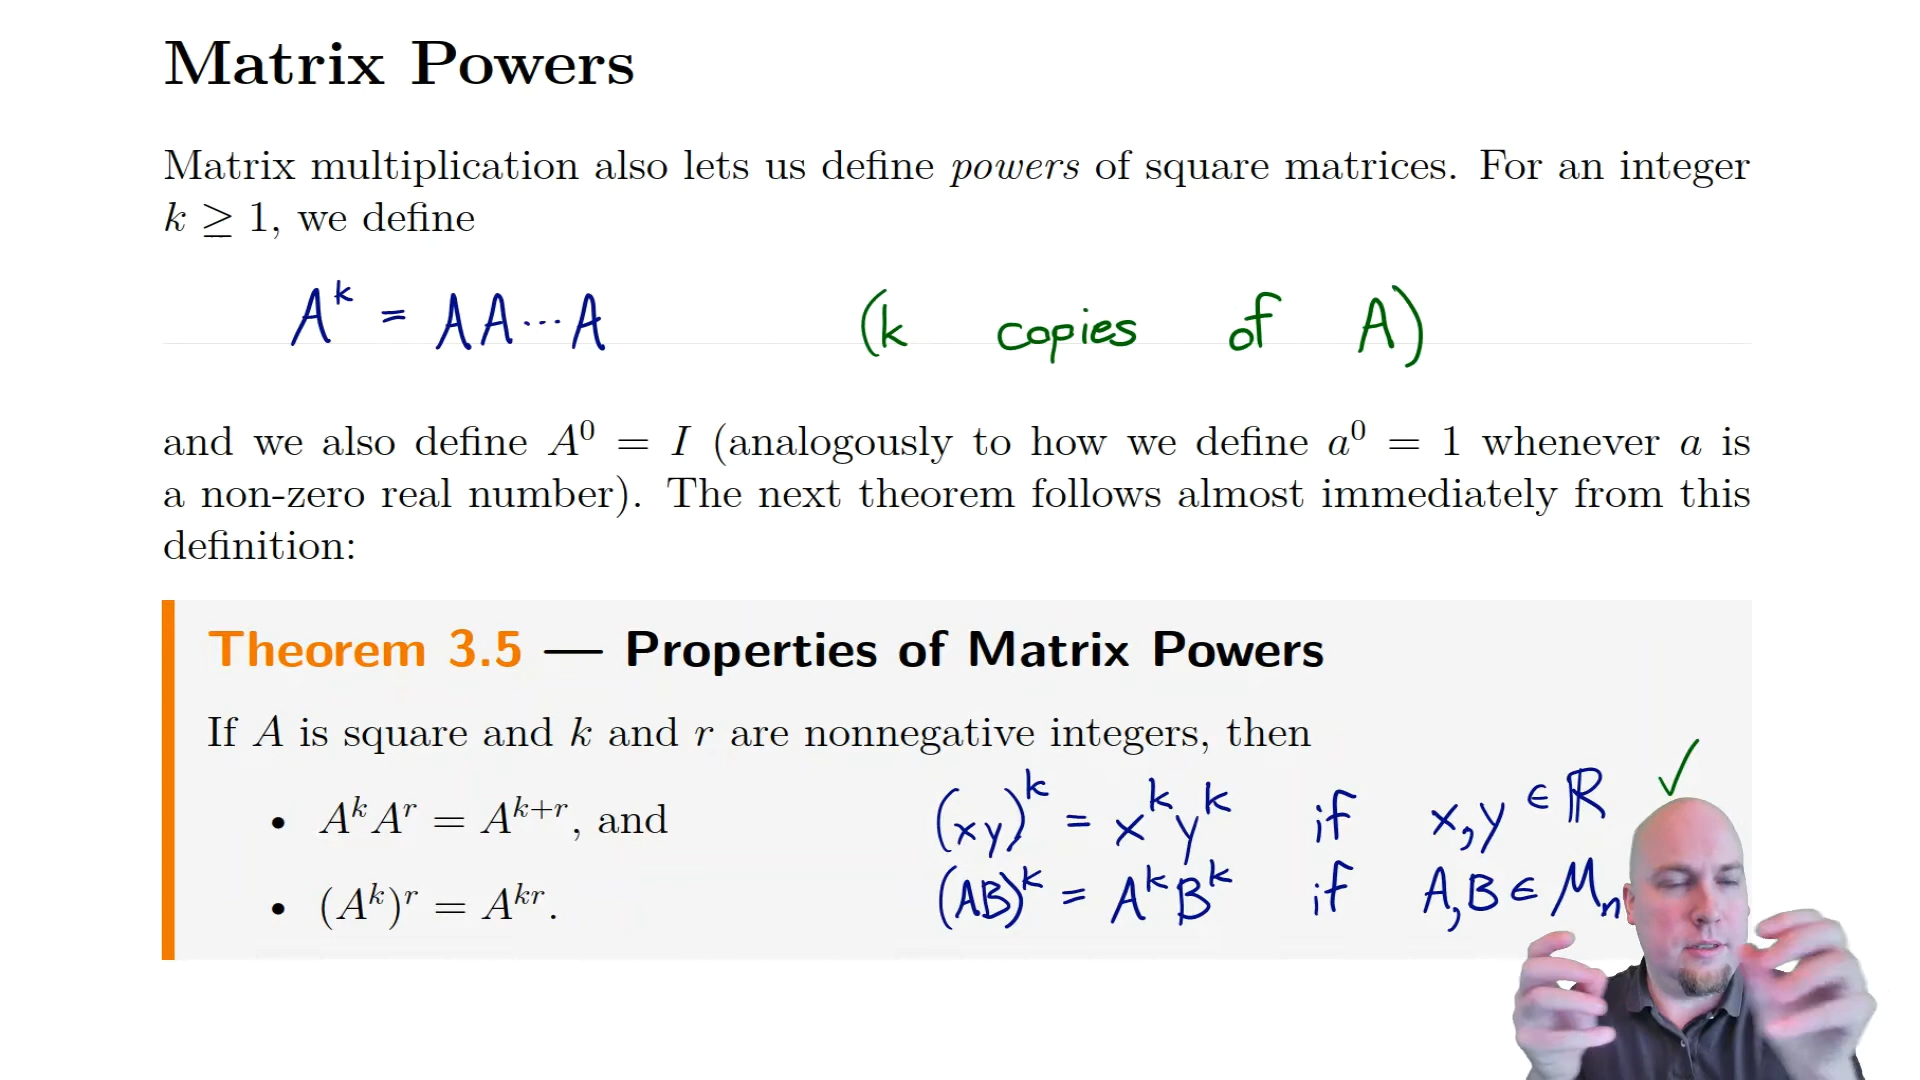 Matrix Powers
Matrix multiplication also lets us define powers of square matrices. For an integer
k ≥ 1, we define
A^k = AA···A (k copies of A)
and we also define A^0 = I (analogously to how we define a^0 = 1 whenever a is
a non-zero real number). The next theorem follows almost immediately from this
definition:
Theorem 3.5 — Properties of Matrix Powers
If A is square and k and r are nonnegative integers, then
• A^k A^r = A^{k+r}, and
(xy)^k = x^k y^k if x,y ∈ ℝ ✓
• (A^k)^r = A^{kr}.
(AB)^k = A^k B^k if A,B ∈ M_n